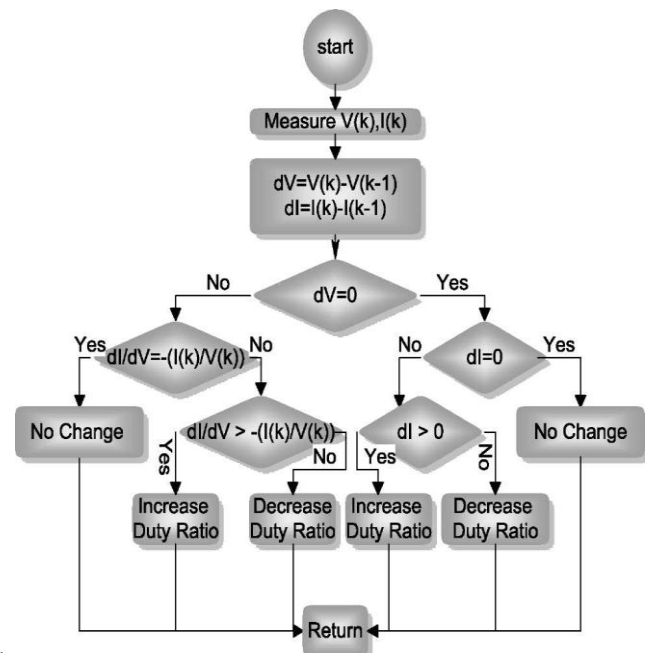 start
Measure V(k),I(k)
dV=V(k)-V(k-1)
dI=I(k)-I(k-1)
No
Yes
dV=0
Yes
dI/dV=-(I(k)/V(k))
No
No
dI=0
Yes
No Change
dI/dV > -(I(k)/V(k))
dI > 0
No Change
Yes
No
Yes
No
Increase
Duty Ratio
Decrease
Duty Ratio
Increase
Duty Ratio
Decrease
Duty Ratio
Return